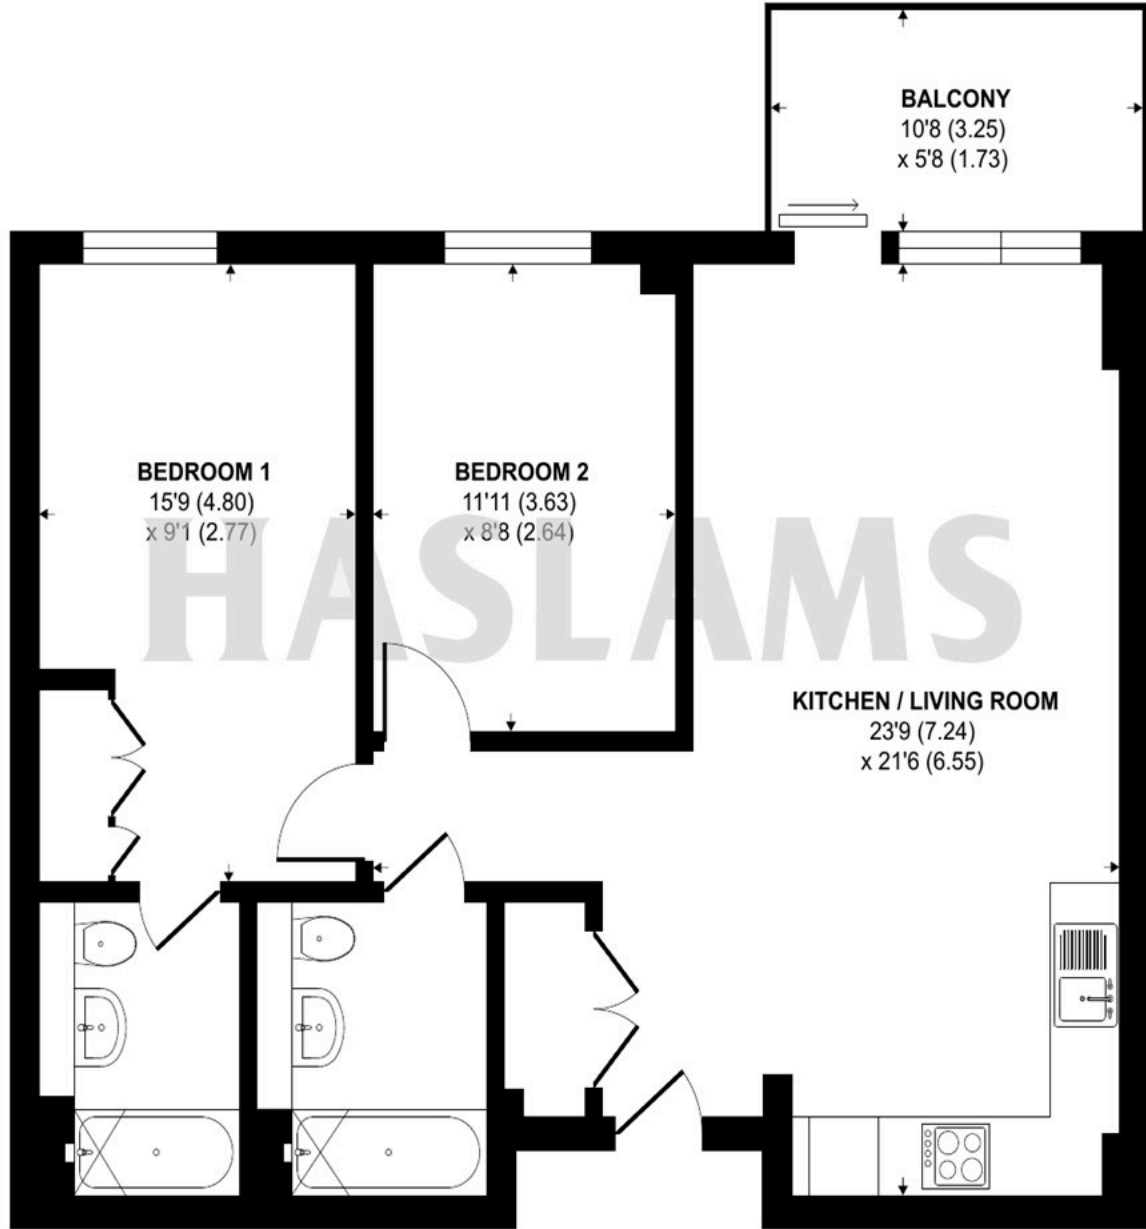 BALCONY
10'8 (3.25)
x 5'8 (1.73)
BEDROOM 1
15'9 (4.80)
x 9'1 (2.77)
BEDROOM 2
11'11 (3.63)
x 8'8 (2.64)
HASLAMS
KITCHEN / LIVING ROOM
23'9 (7.24)
x 21'6 (6.55)